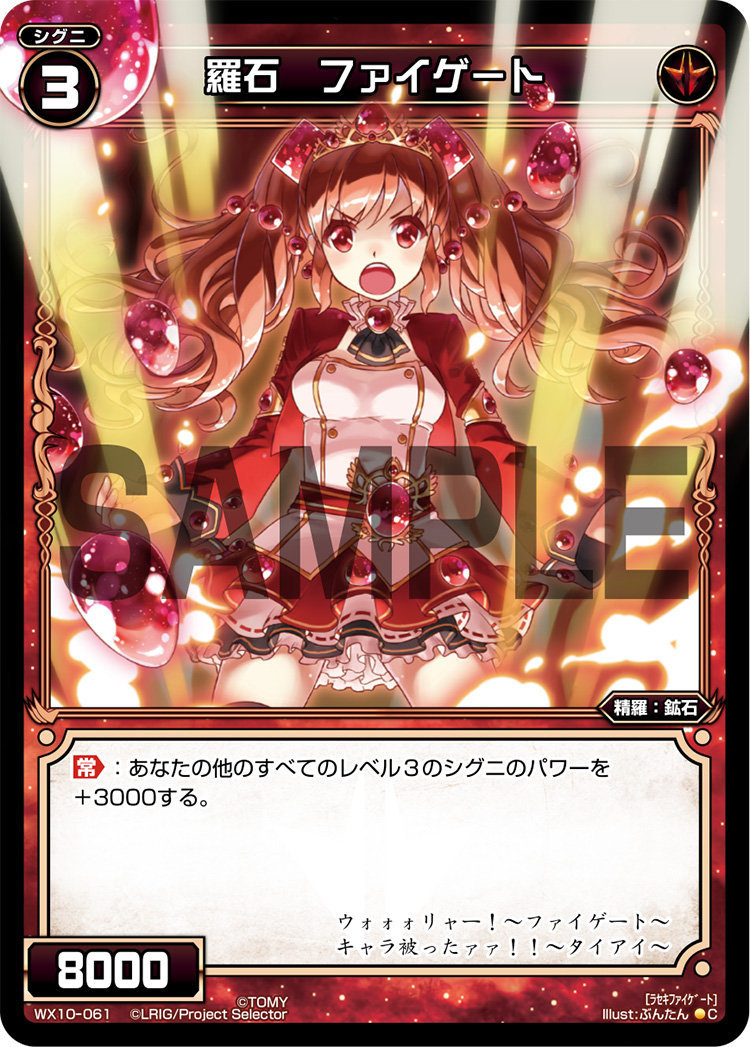 シグニ
3
羅石 ファイゲート
SAMPLE
精羅:鉱石
常:あなたの他のすべてのレベル3のシグニのパワーを
+3000する。
ウォォォリャー!~ファイゲート~
キャラ被ったァァ!!~タイアイ~
8000
©TOMY
[ラセキファイゲート]
WX10-061 ©LRIG/Project Selector
Illust:ぶんたん C